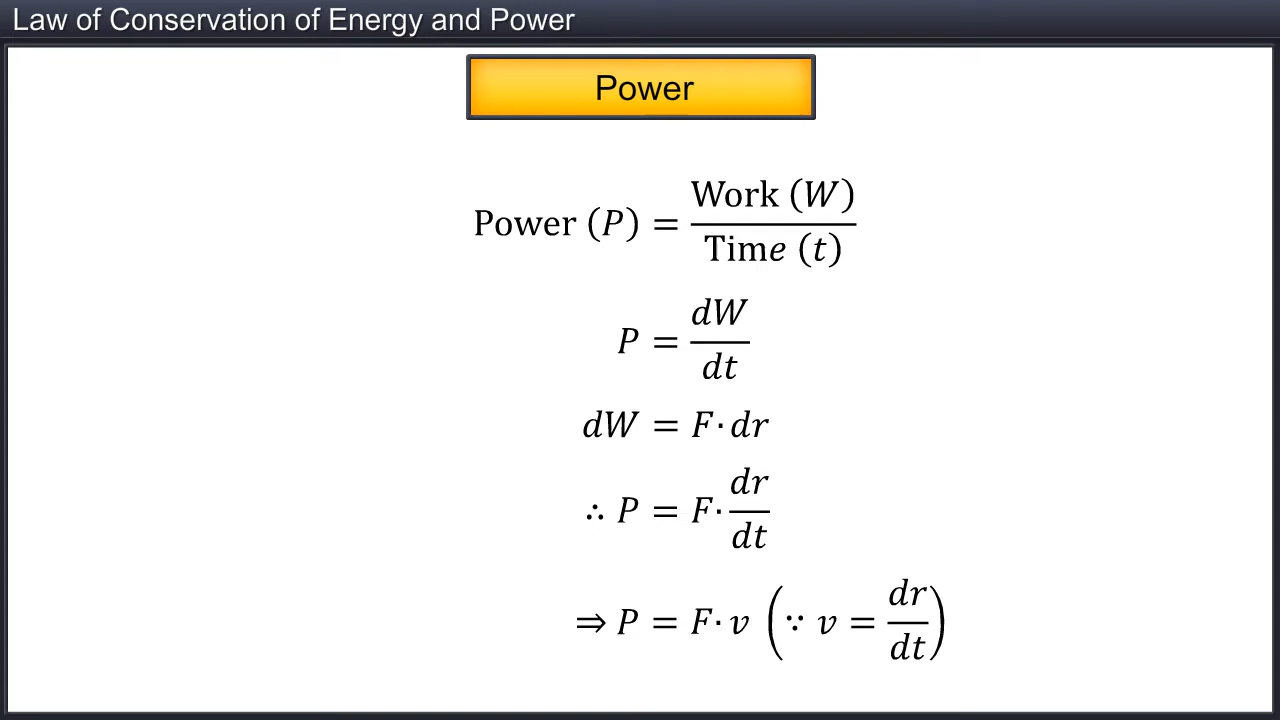 Law of Conservation of Energy and Power
Power
Power (P) = Work (W) / Time (t)
P = dW / dt
dW = F · dr
∴ P = F · dr / dt
⇒ P = F · v (∵ v = dr / dt)